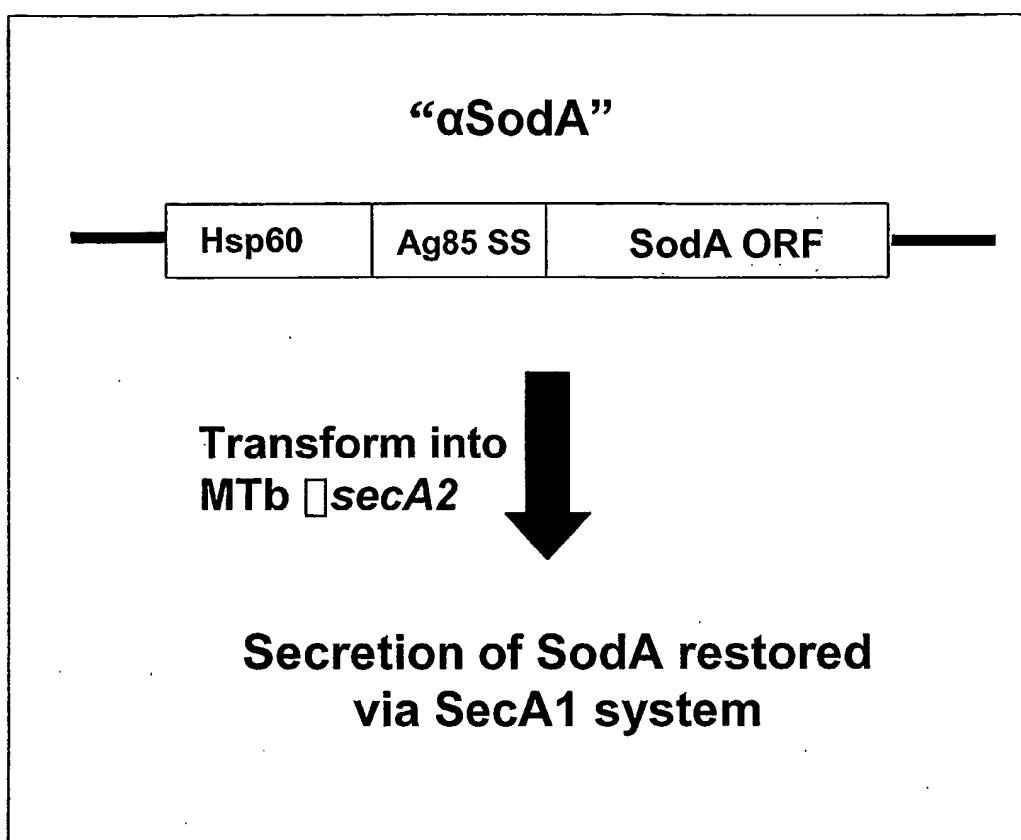 “αSodA”
Hsp60 Ag85 SS SodA ORF
Transform into
MTb □secA2
Secretion of SodA restored
via SecA1 system